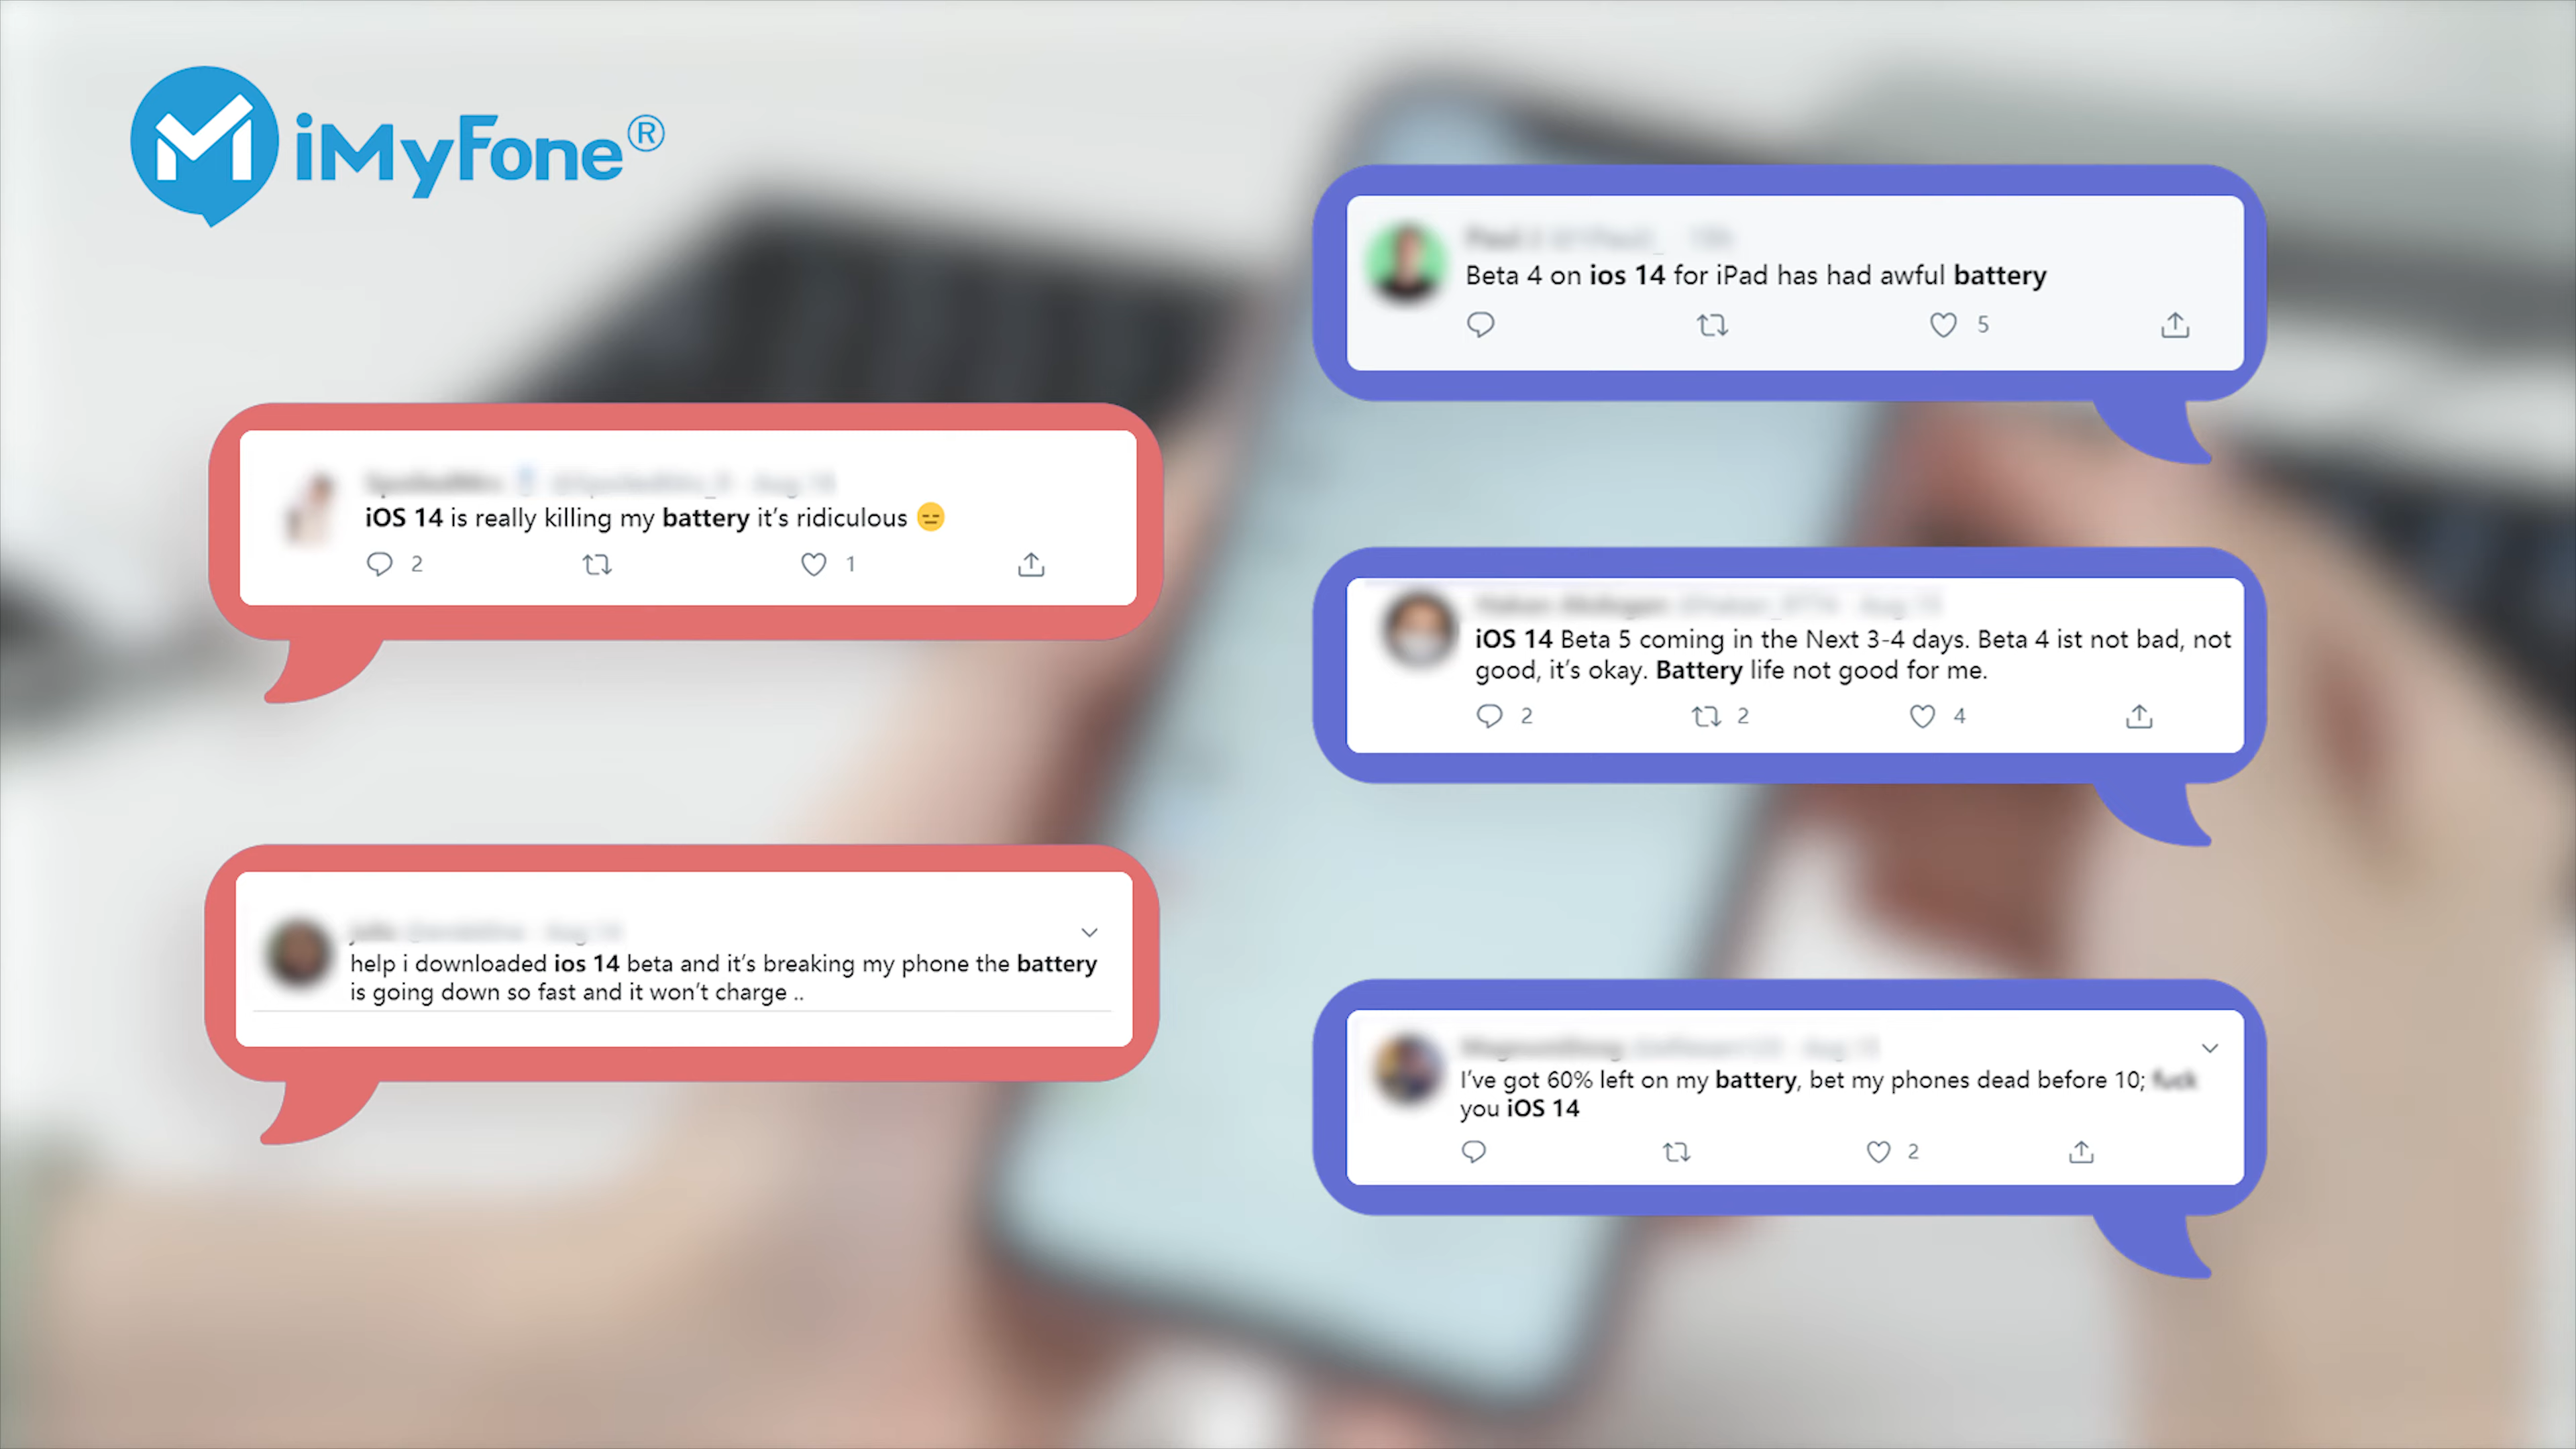 iMyFone®
iOS 14 is really killing my battery it's ridiculous 😑
2 1
help i downloaded ios 14 beta and it's breaking my phone the battery
is going down so fast and it won't charge ..
Beta 4 on ios 14 for iPad has had awful battery
5
iOS 14 Beta 5 coming in the Next 3-4 days. Beta 4 ist not bad, not
good, it's okay. Battery life not good for me.
2 2 4
I've got 60% left on my battery, bet my phones dead before 10; fuck
you iOS 14
2